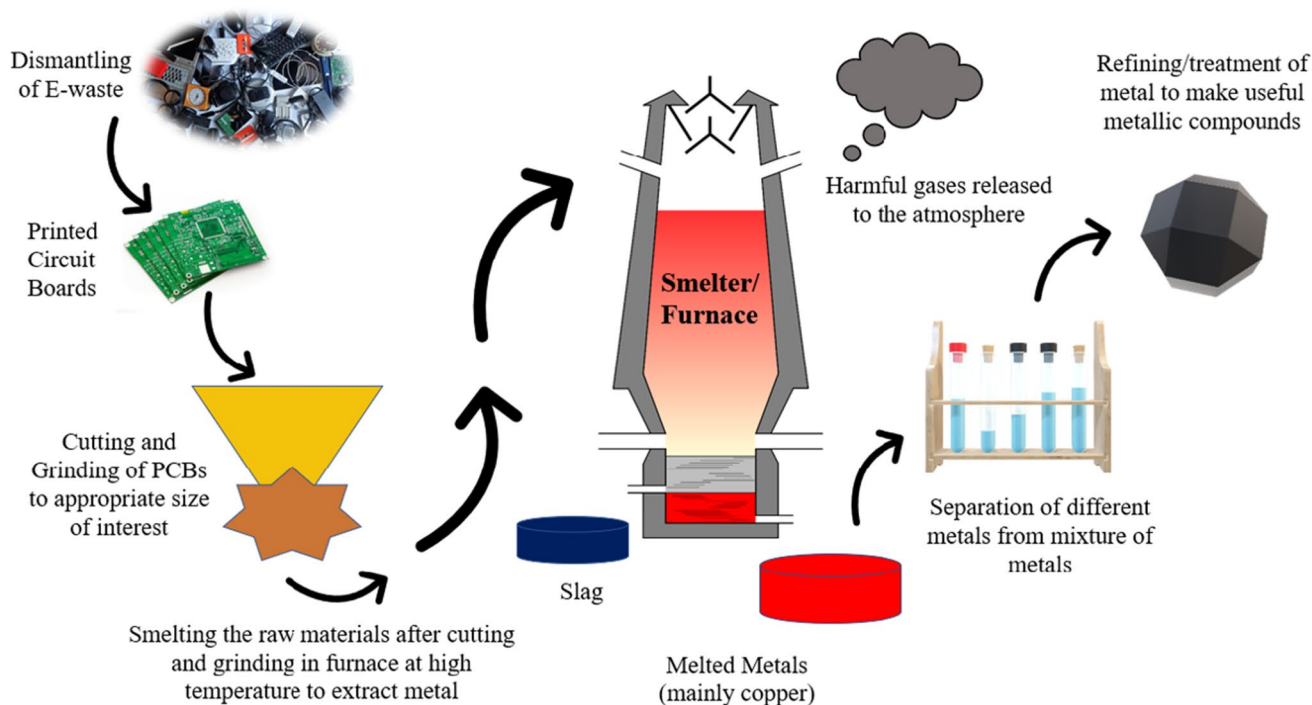 Dismantling
of E-waste
Printed
Circuit
Boards
Cutting and
Grinding of PCBs
to appropriate size
of interest
Smelting the raw materials after cutting
and grinding in furnace at high
temperature to extract metal
Smelter/
Furnace
Slag
Melted Metals
(mainly copper)
Harmful gases released
to the atmosphere
Separation of different
metals from mixture of
metals
Refining/treatment of
metal to make useful
metallic compounds